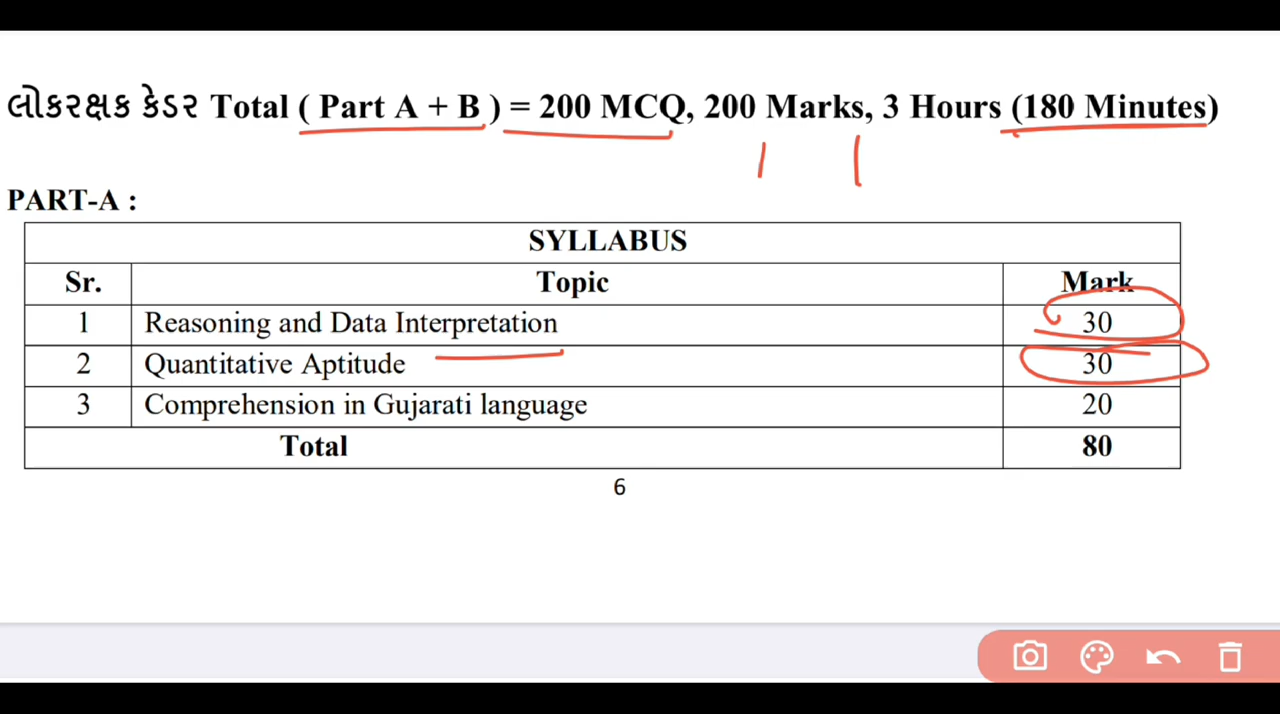 લોકરક્ષક કેડર Total ( Part A + B ) = 200 MCQ, 200 Marks, 3 Hours (180 Minutes)
PART-A :
SYLLABUS
Sr. Topic Mark
1 Reasoning and Data Interpretation 30
2 Quantitative Aptitude 30
3 Comprehension in Gujarati language 20
Total 80
6